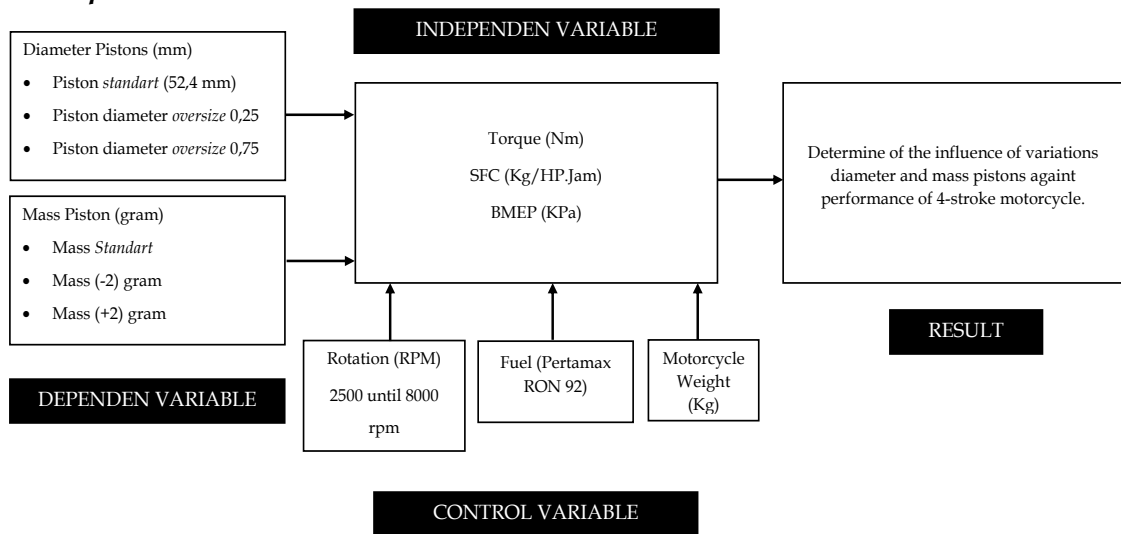 INDEPENDEN VARIABLE
Diameter Pistons (mm)
• Piston standart (52,4 mm)
• Piston diameter oversize 0,25
• Piston diameter oversize 0,75
Mass Piston (gram)
• Mass Standart
• Mass (-2) gram
• Mass (+2) gram
DEPENDEN VARIABLE
Torque (Nm)
SFC (Kg/HP.Jam)
BMEP (KPa)
Determine of the influence of variations
diameter and mass pistons againt
performance of 4-stroke motorcycle.
RESULT
Rotation (RPM)
2500 until 8000
rpm
Fuel (Pertamax
RON 92)
Motorcycle
Weight
(Kg)
CONTROL VARIABLE